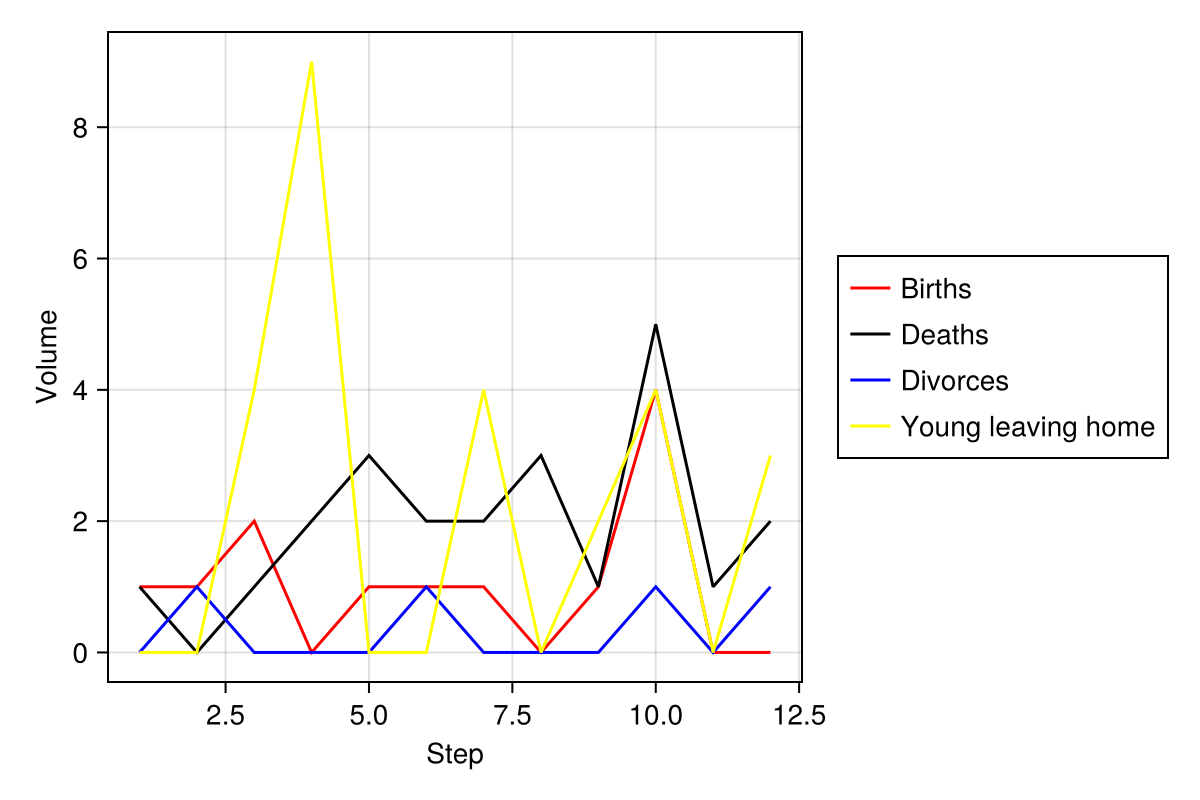 8
6
4
2
0
Volume
2.5 5.0 7.5 10.0 12.5
Step
Births
Deaths
Divorces
Young leaving home